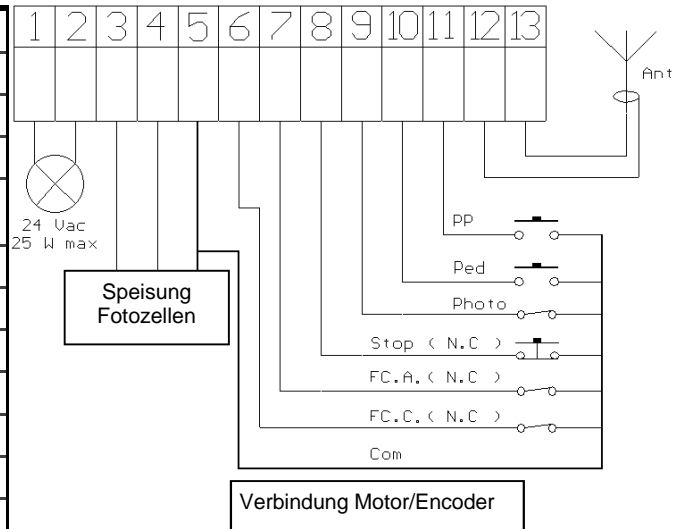 1 2 3 4 5 6 7 8 9 10 11 12 13
Ant
24 Vac
25 W max
PP
Ped
Speisung
Fotozellen
Photo
Stop ( N.C )
FC.A. ( N.C )
FC.C. ( N.C )
Com
Verbindung Motor/Encoder